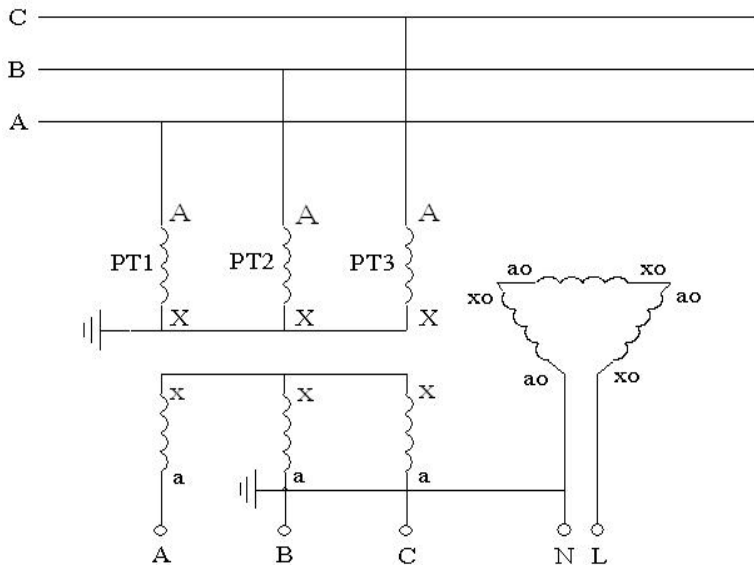 C
B
A
A A A
PT1 PT2 PT3
X X X
ao xo
xo ao
ao xo
x x x
a a a
A B C N L